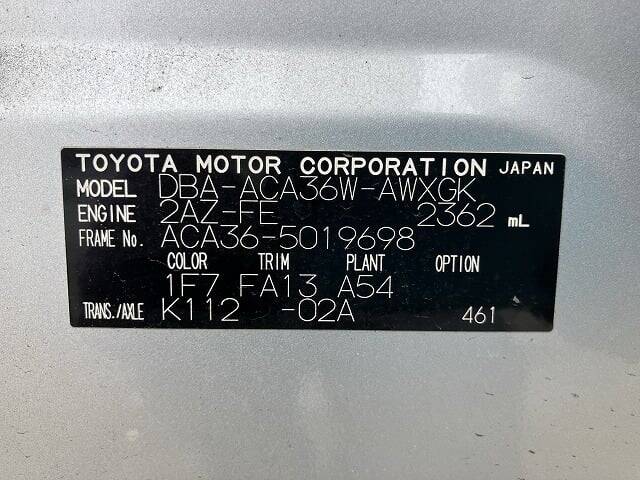 TOYOTA MOTOR CORPORATION JAPAN
MODEL DBA-ACA36W-AWXGK
ENGINE 2AZ-FE 2362 mL
FRAME No. ACA36-5019698
COLOR TRIM PLANT OPTION
1F7 FA13 A54
TRANS./AXLE K112 -02A 461